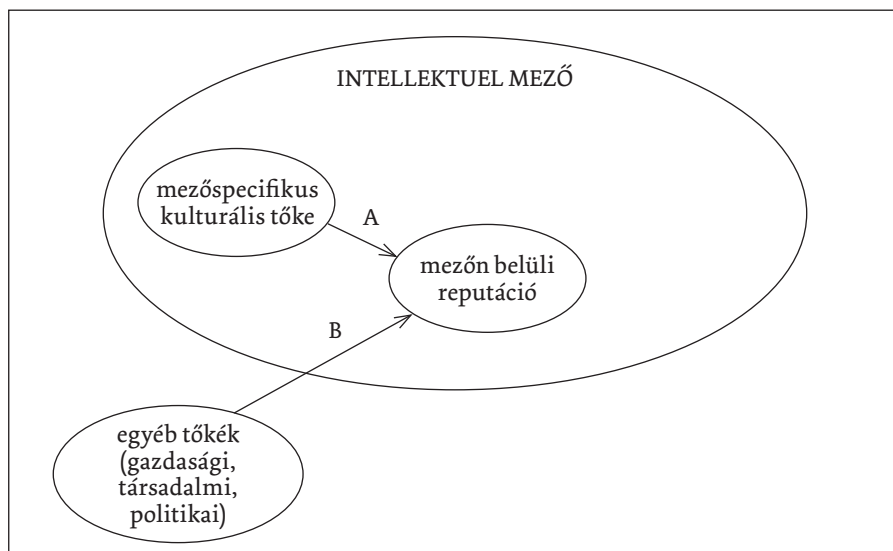 INTELLEKTUEL MEZŐ
mezőspecifikus
kulturális tőke
A
mezőn belüli
reputáció
B
egyéb tőkék
(gazdasági,
társadalmi,
politikai)